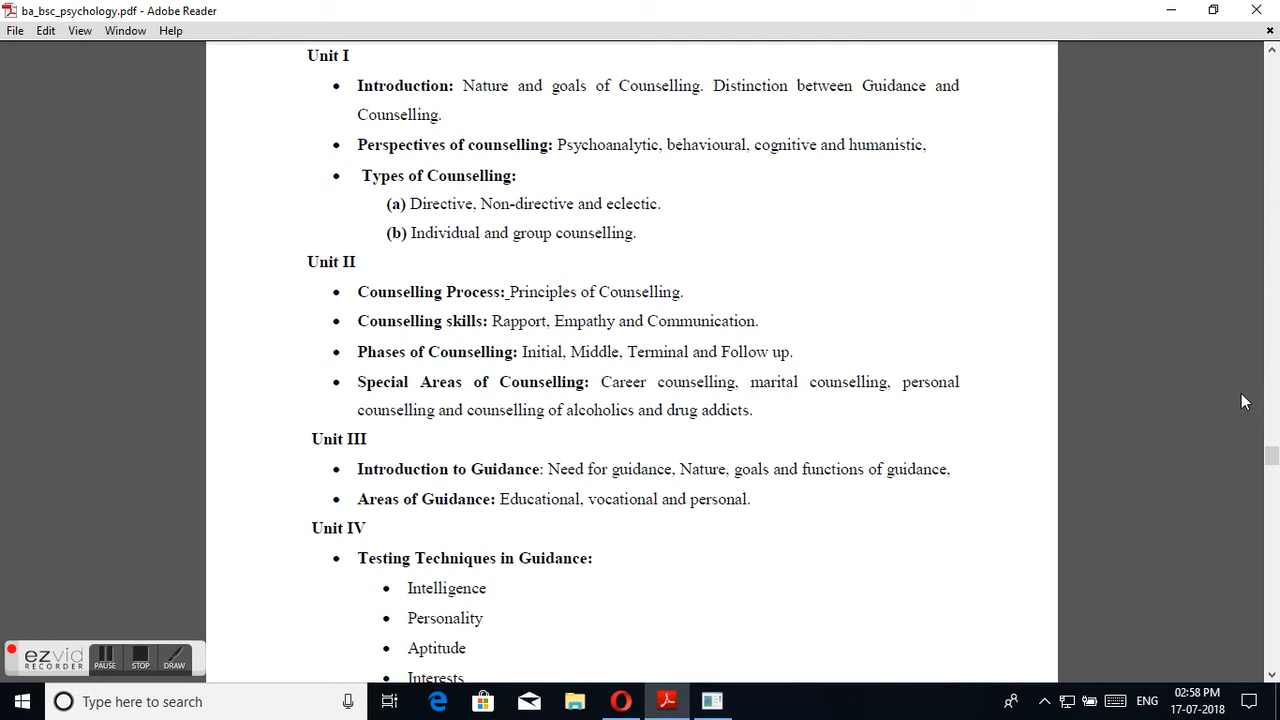 ba_bsc_psychology.pdf - Adobe Reader
File Edit View Window Help
Unit I
• Introduction: Nature and goals of Counselling. Distinction between Guidance and
Counselling.
• Perspectives of counselling: Psychoanalytic, behavioural, cognitive and humanistic,
• Types of Counselling:
(a) Directive, Non-directive and eclectic.
(b) Individual and group counselling.
Unit II
• Counselling Process: Principles of Counselling.
• Counselling skills: Rapport, Empathy and Communication.
• Phases of Counselling: Initial, Middle, Terminal and Follow up.
• Special Areas of Counselling: Career counselling, marital counselling, personal
counselling and counselling of alcoholics and drug addicts.
Unit III
• Introduction to Guidance: Need for guidance, Nature, goals and functions of guidance,
• Areas of Guidance: Educational, vocational and personal.
Unit IV
• Testing Techniques in Guidance:
• Intelligence
• Personality
• Aptitude
• Interests
ezvid
RECORDER
PAUSE STOP DRAW
Type here to search
ENG
02:58 PM
17-07-2018